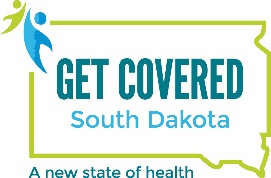 GET COVERED
South Dakota
A new state of health